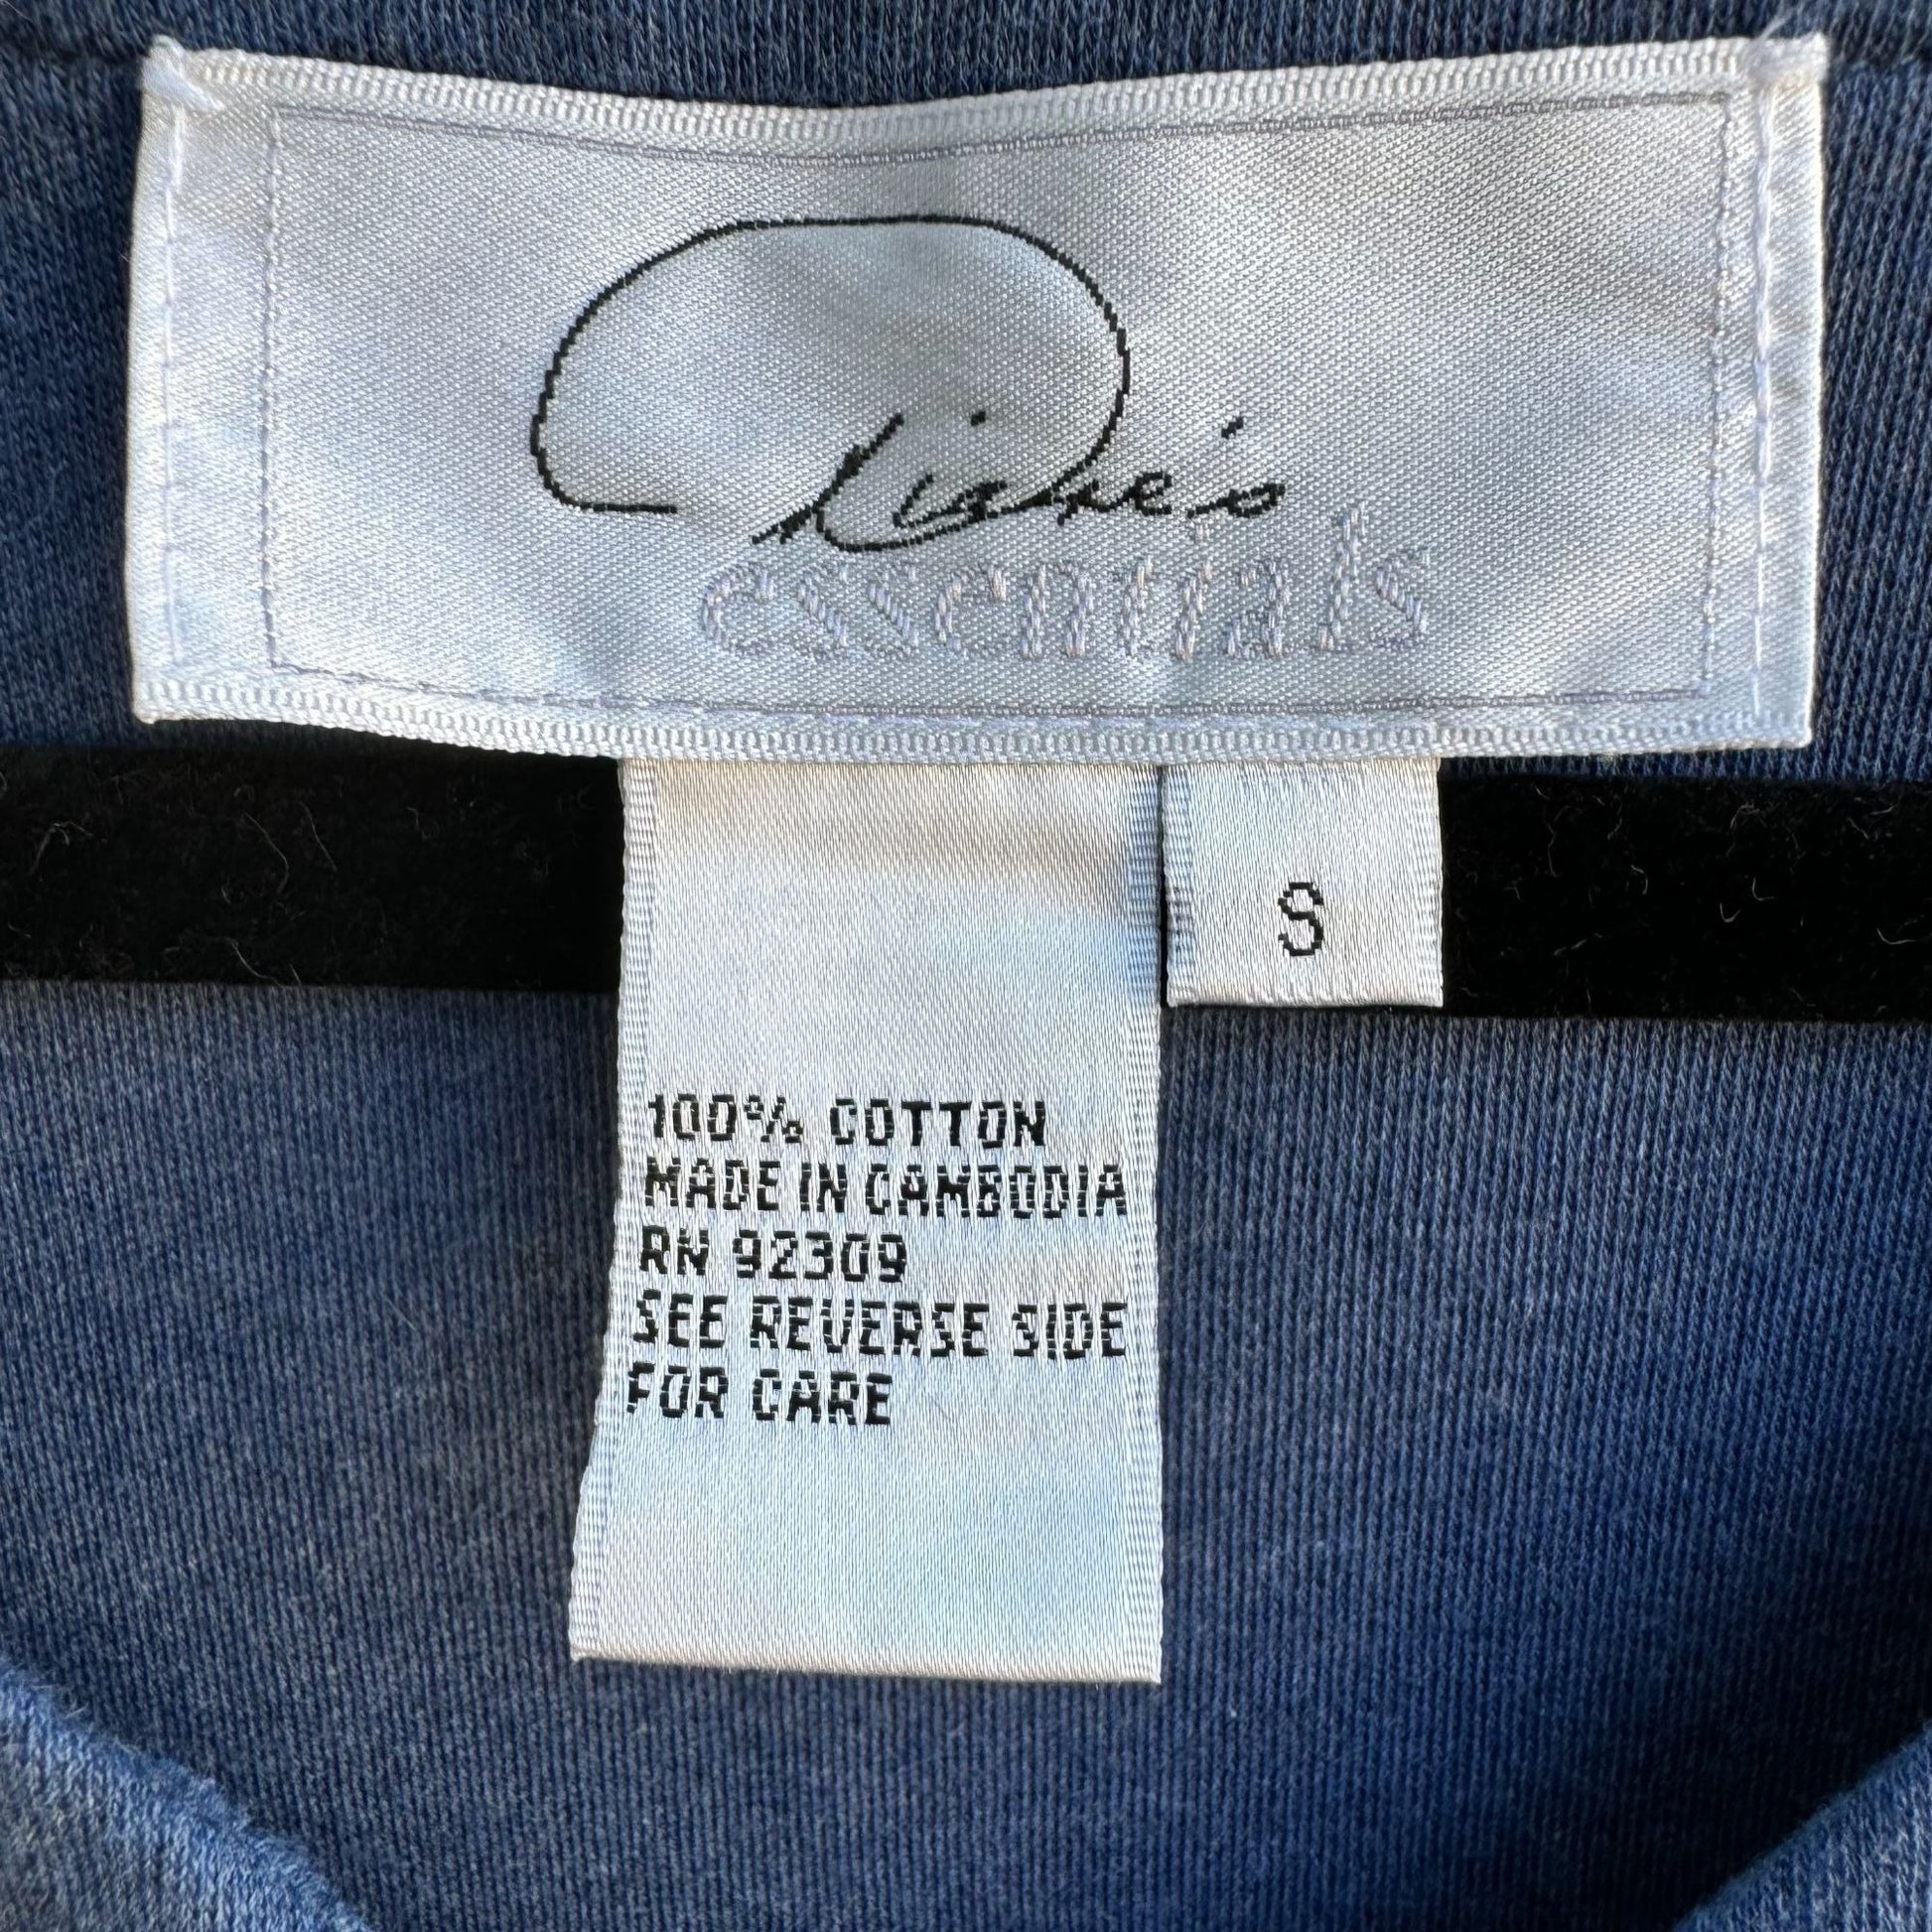 essentials
S
100% COTTON
MADE IN CAMBODIA
RN 92309
SEE REVERSE SIDE
FOR CARE